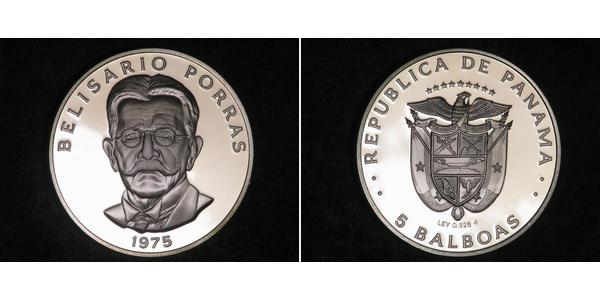 BELISARIO PORRAS
1975
REPUBLICA DE PANAMA
LEY 0.925
5 BALBOAS